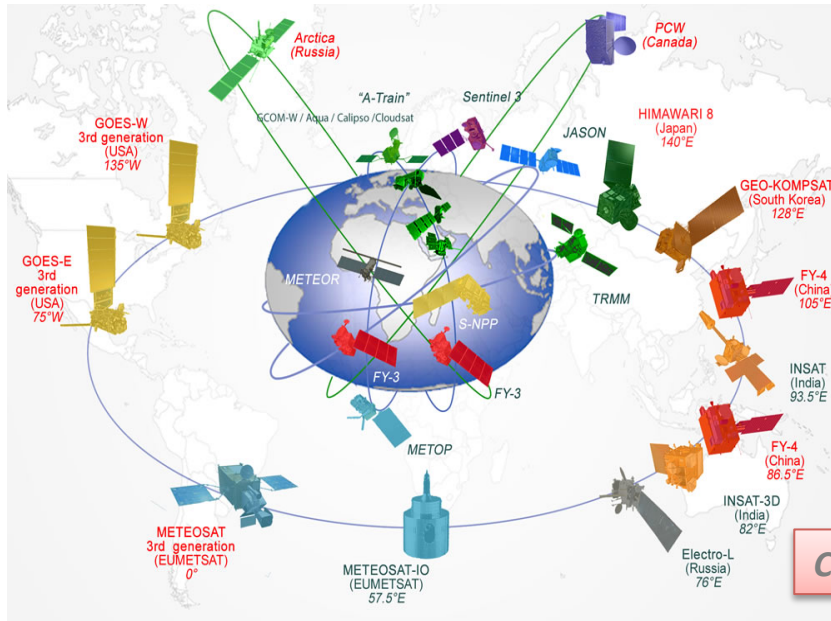 Arctica
(Russia)
PCW
(Canada)
"A-Train"
GCOM-W / Aqua / Calipso /Cloudsat
Sentinel 3
JASON
HIMAWARI 8
(Japan)
140°E
GOES-W
3rd generation
(USA)
135°W
GEO-KOMPSAT
(South Korea)
128°E
GOES-E
3rd
generation
(USA)
75°W
METEOR
TRMM
FY-4
(China)
105°E
S-NPP
INSAT
(India)
93.5°E
FY-3
FY-3
METOP
FY-4
(China)
86.5°E
INSAT-3D
(India)
82°E
METEOSAT
3rd generation
(EUMETSAT)
0°
METEOSAT-IO
(EUMETSAT)
57.5°E
Electro-L
(Russia)
76°E